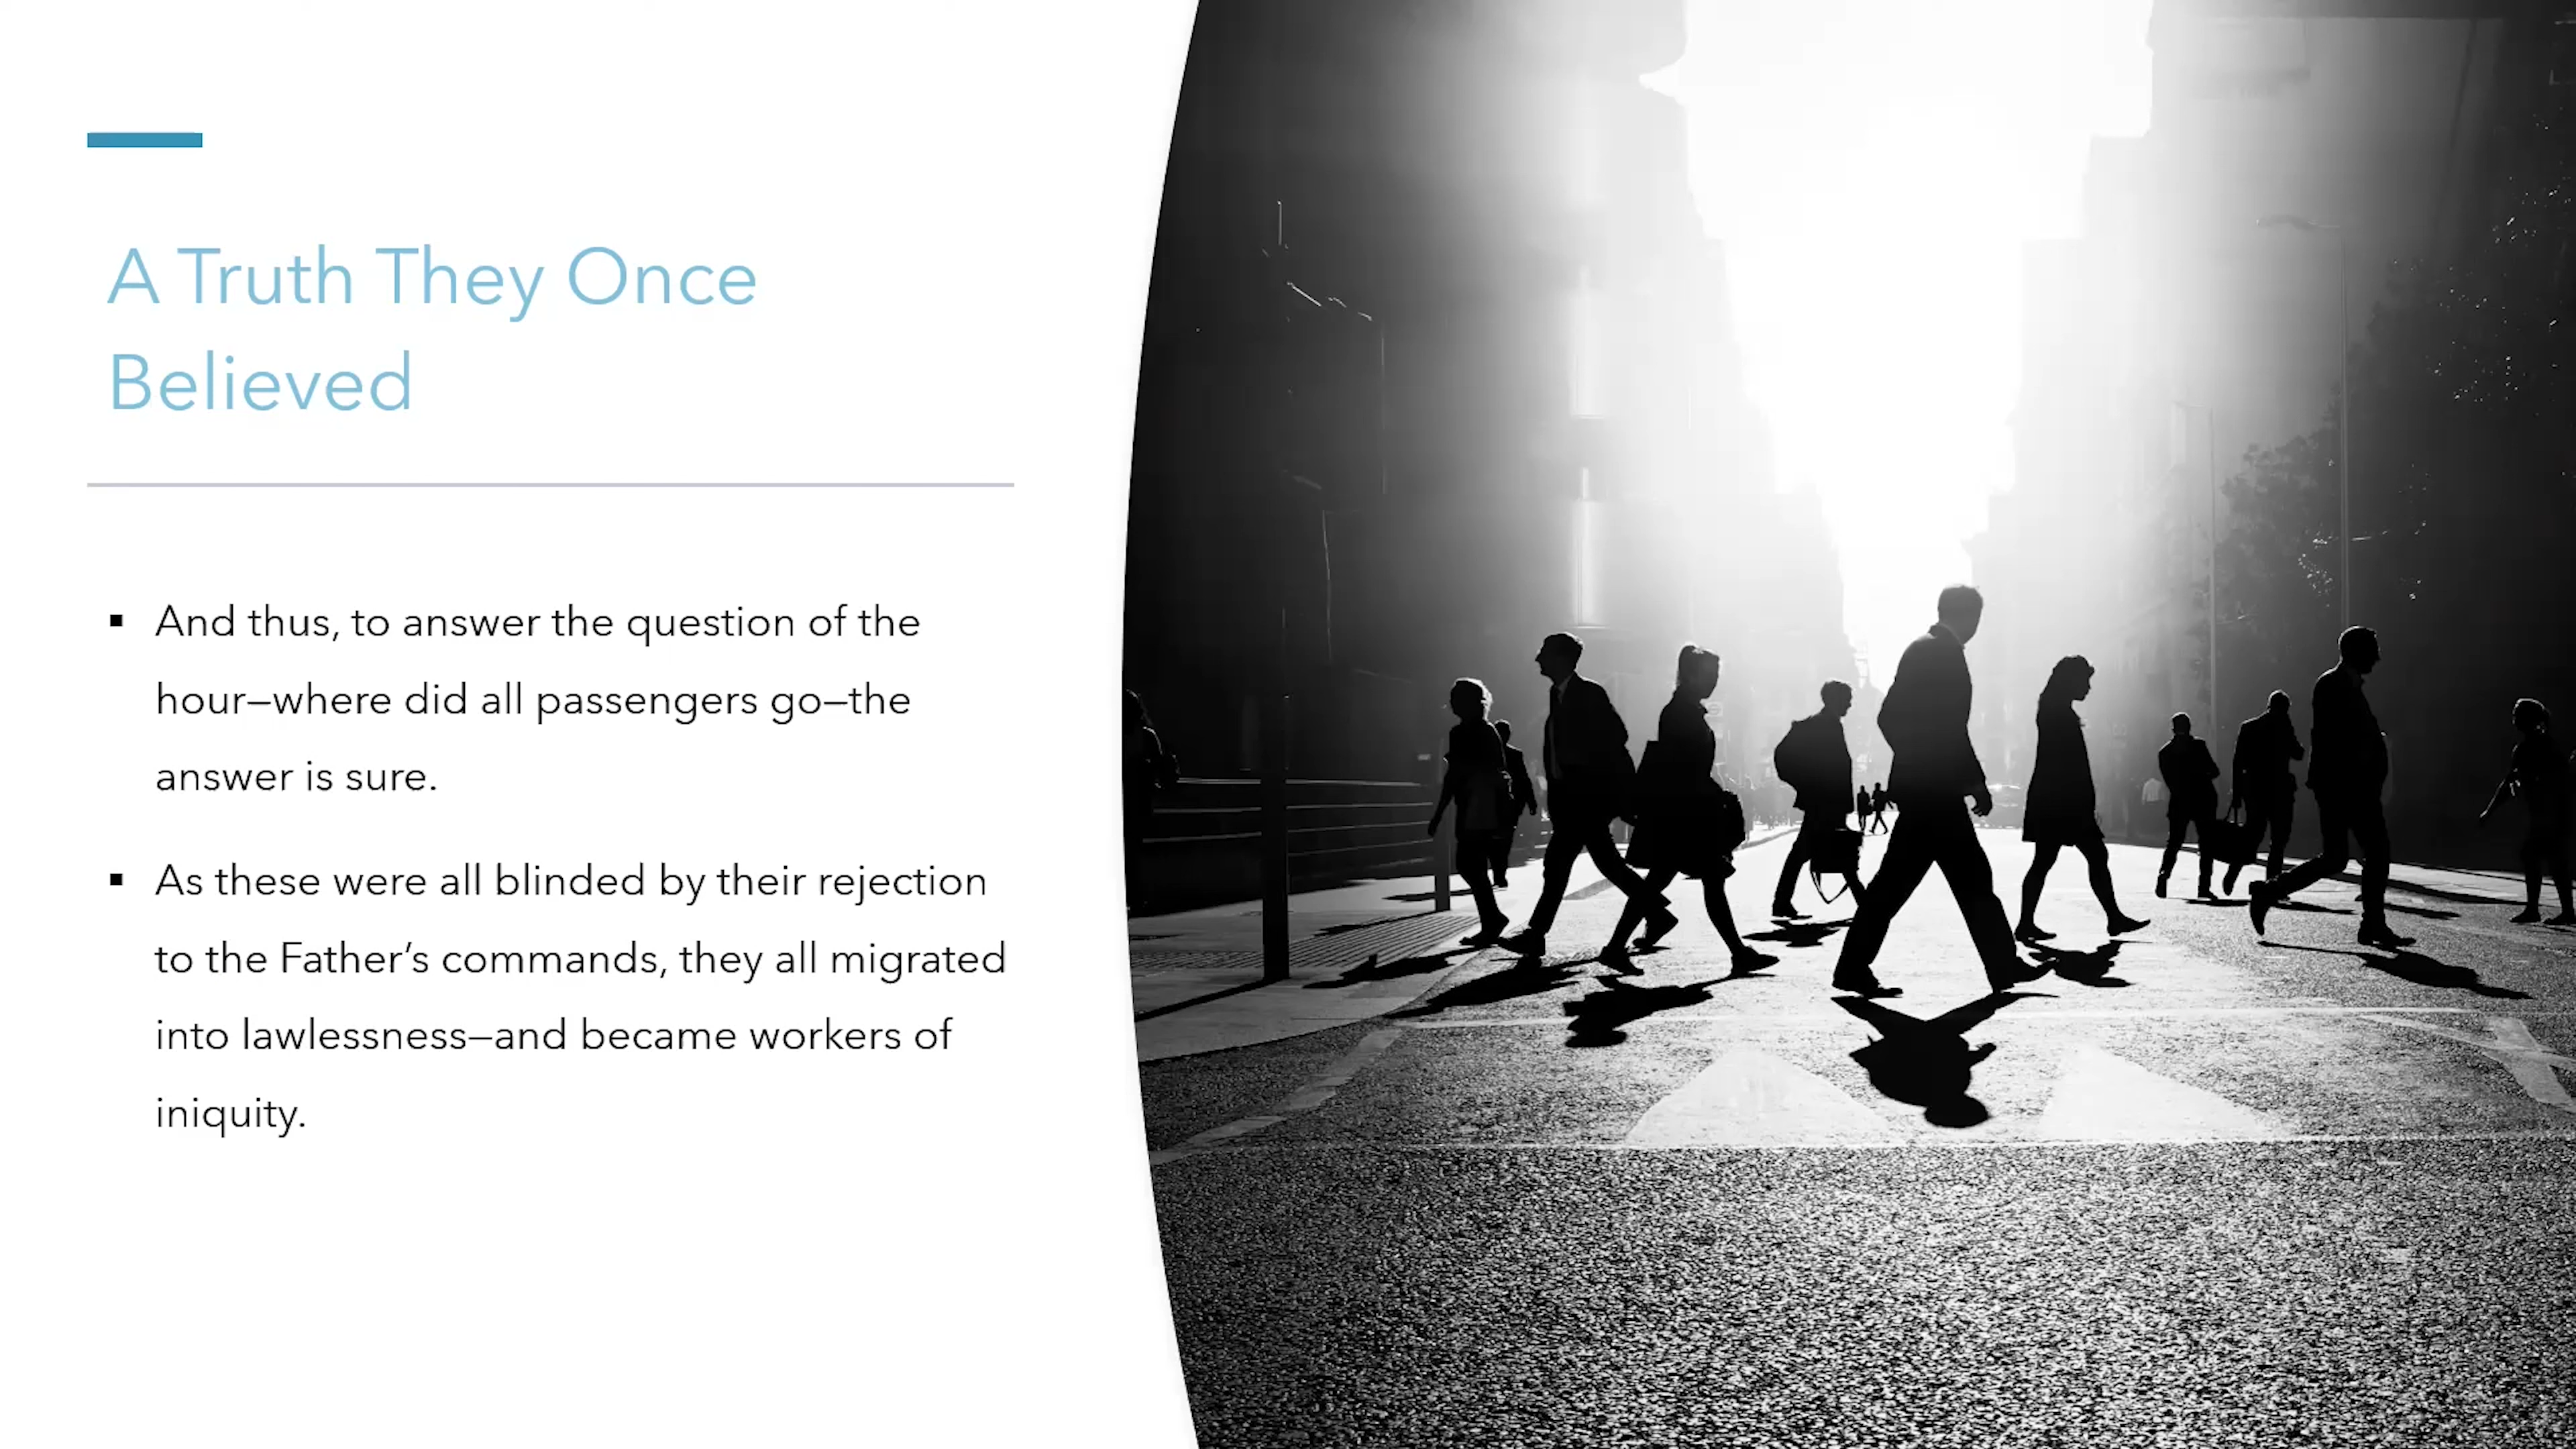 A Truth They Once
Believed
▪ And thus, to answer the question of the
hour—where did all passengers go—the
answer is sure.
▪ As these were all blinded by their rejection
to the Father’s commands, they all migrated
into lawlessness—and became workers of
iniquity.